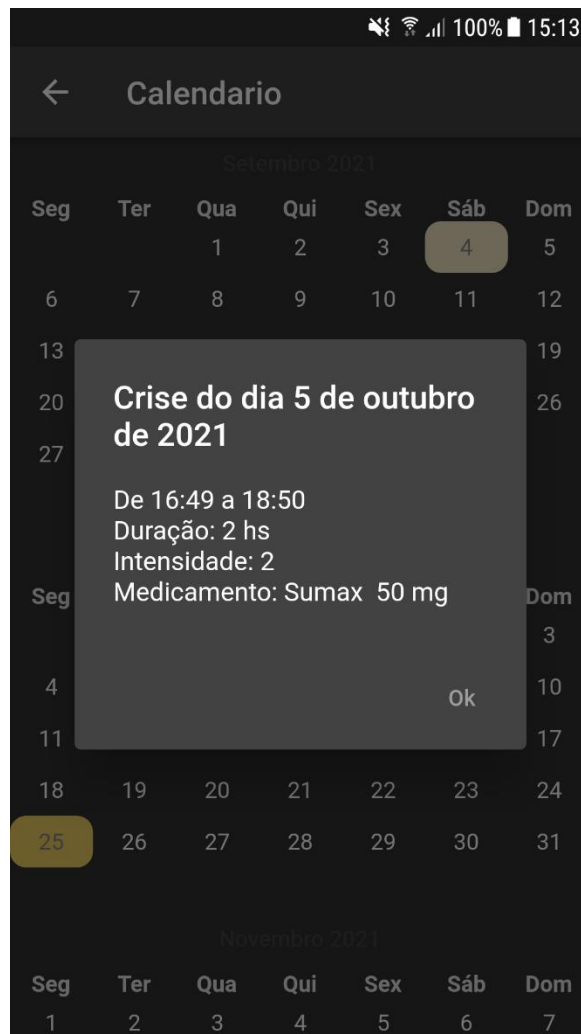 100% 15:13
Calendario
Setembro 2021
Seg Ter Qua Qui Sex Sáb Dom
1 2 3 4 5
6 7 8 9 10 11 12
13 19
20 26
27
Crise do dia 5 de outubro
de 2021
De 16:49 a 18:50
Duração: 2 hs
Intensidade: 2
Medicamento: Sumax 50 mg
Ok
Seg Dom
3
4 10
11 17
18 19 20 21 22 23 24
25 26 27 28 29 30 31
Novembro 2021
Seg Ter Qua Qui Sex Sáb Dom
1 2 3 4 5 6 7